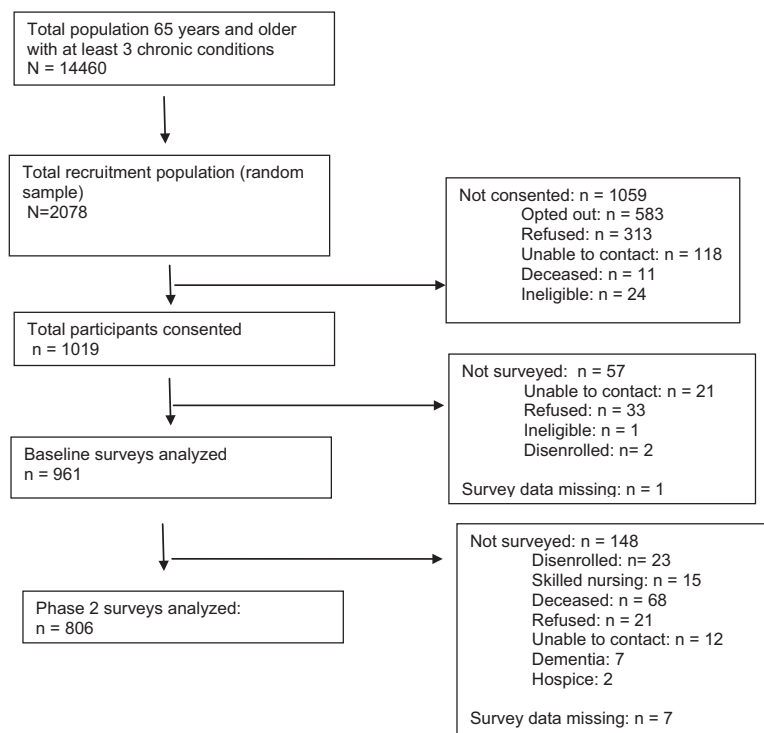 Total population 65 years and older
with at least 3 chronic conditions
N = 14460
Total recruitment population (random
sample)
N=2078
Not consented: n = 1059
Opted out: n = 583
Refused: n = 313
Unable to contact: n = 118
Deceased: n = 11
Ineligible: n = 24
Total participants consented
n = 1019
Not surveyed: n = 57
Unable to contact: n = 21
Refused: n = 33
Ineligible: n = 1
Disenrolled: n= 2
Survey data missing: n = 1
Baseline surveys analyzed
n = 961
Not surveyed: n = 148
Disenrolled: n= 23
Skilled nursing: n = 15
Deceased: n = 68
Refused: n = 21
Unable to contact: n = 12
Dementia: 7
Hospice: 2
Survey data missing: n = 7
Phase 2 surveys analyzed:
n = 806